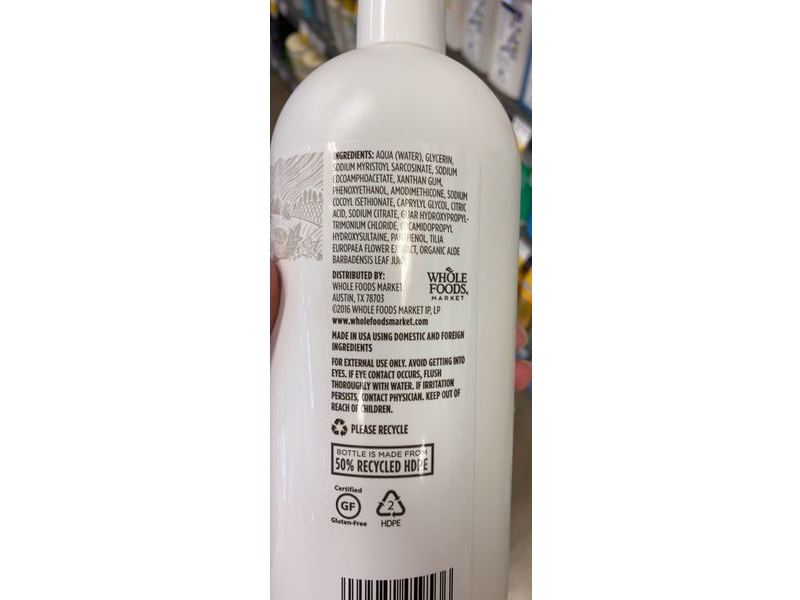 INGREDIENTS: AQUA (WATER), GLYCERIN,
SODIUM MYRISTOYL SARCOSINATE, SODIUM
COCOAMPHOACETATE, XANTHAN GUM,
PHENOXYETHANOL, AMODIMETHICONE, SODIUM
COCOYL ISETHIONATE, CAPRYLYL GLYCOL, CITRIC
ACID, SODIUM CITRATE, GUAR HYDROXYPROPYL-
TRIMONIUM CHLORIDE, COCAMIDOPROPYL
HYDROXYSULTAINE, PANTHENOL, TILIA
EUROPAEA FLOWER EXTRACT, ORGANIC ALOE
BARBADENSIS LEAF JUICE
DISTRIBUTED BY:
WHOLE FOODS MARKET
AUSTIN, TX 78703
©2016 WHOLE FOODS MARKET IP, LP
www.wholefoodsmarket.com
WHOLE
FOODS
MARKET
MADE IN USA USING DOMESTIC AND FOREIGN
INGREDIENTS
FOR EXTERNAL USE ONLY. AVOID GETTING INTO
EYES. IF EYE CONTACT OCCURS, FLUSH
THOROUGHLY WITH WATER. IF IRRITATION
PERSISTS, CONTACT PHYSICIAN. KEEP OUT OF
REACH OF CHILDREN.
PLEASE RECYCLE
BOTTLE IS MADE FROM
50% RECYCLED HDPE
Certified
GF
Gluten-Free
2
HDPE